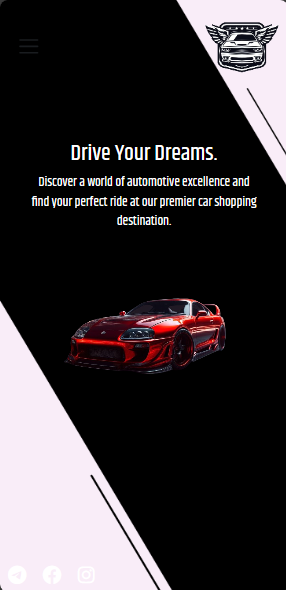 Drive Your Dreams.
Discover a world of automotive excellence and
find your perfect ride at our premier car shopping
destination.